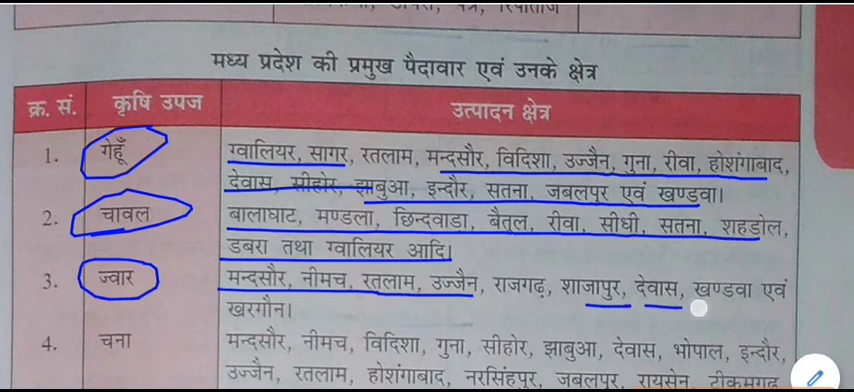 मध्य प्रदेश की प्रमुख पैदावार एवं उनके क्षेत्र
क्र. सं. कृषि उपज उत्पादन क्षेत्र
1. गेहूँ ग्वालियर, सागर, रतलाम, मन्दसौर, विदिशा, उज्जैन, गुना, रीवा, होशंगाबाद,
देवास, सीहोर, झाबुआ, इन्दौर, सतना, जबलपुर एवं खण्डवा।
2. चावल बालाघाट, मण्डला, छिन्दवाड़ा, बैतूल, रीवा, सीधी, सतना, शहडोल,
डबरा तथा ग्वालियर आदि।
3. ज्वार मन्दसौर, नीमच, रतलाम, उज्जैन, राजगढ़, शाजापुर, देवास, खण्डवा एवं
खरगौन।
4. चना मन्दसौर, नीमच, विदिशा, गुना, सीहोर, झाबुआ, देवास, भोपाल, इन्दौर,
उज्जैन, रतलाम, होशंगाबाद, नरसिंहपुर, जबलपुर, रायसेन, टीकमगढ़